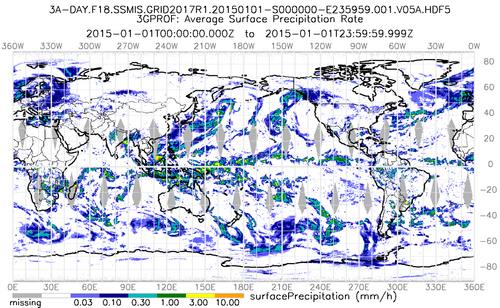 3A-DAY.F18.SSMIS.GRID2017R1.20150101-S000000-E235959.001.V05A.HDF5
3GPROF: Average Surface Precipitation Rate
2015-01-01T00:00:00.000Z to 2015-01-01T23:59:59.999Z
360W 330W 300W 270W 240W 210W 180W 150W 120W 90W 60W 30W 0W
80
60
40
20
0
-20
-40
-60
-80
0E 30E 60E 90E 120E 150E 180E 210E 240E 270E 300E 330E 360E
missing 0.03 0.10 0.30 1.00 3.00 10.00 surfacePrecipitation (mm/h)